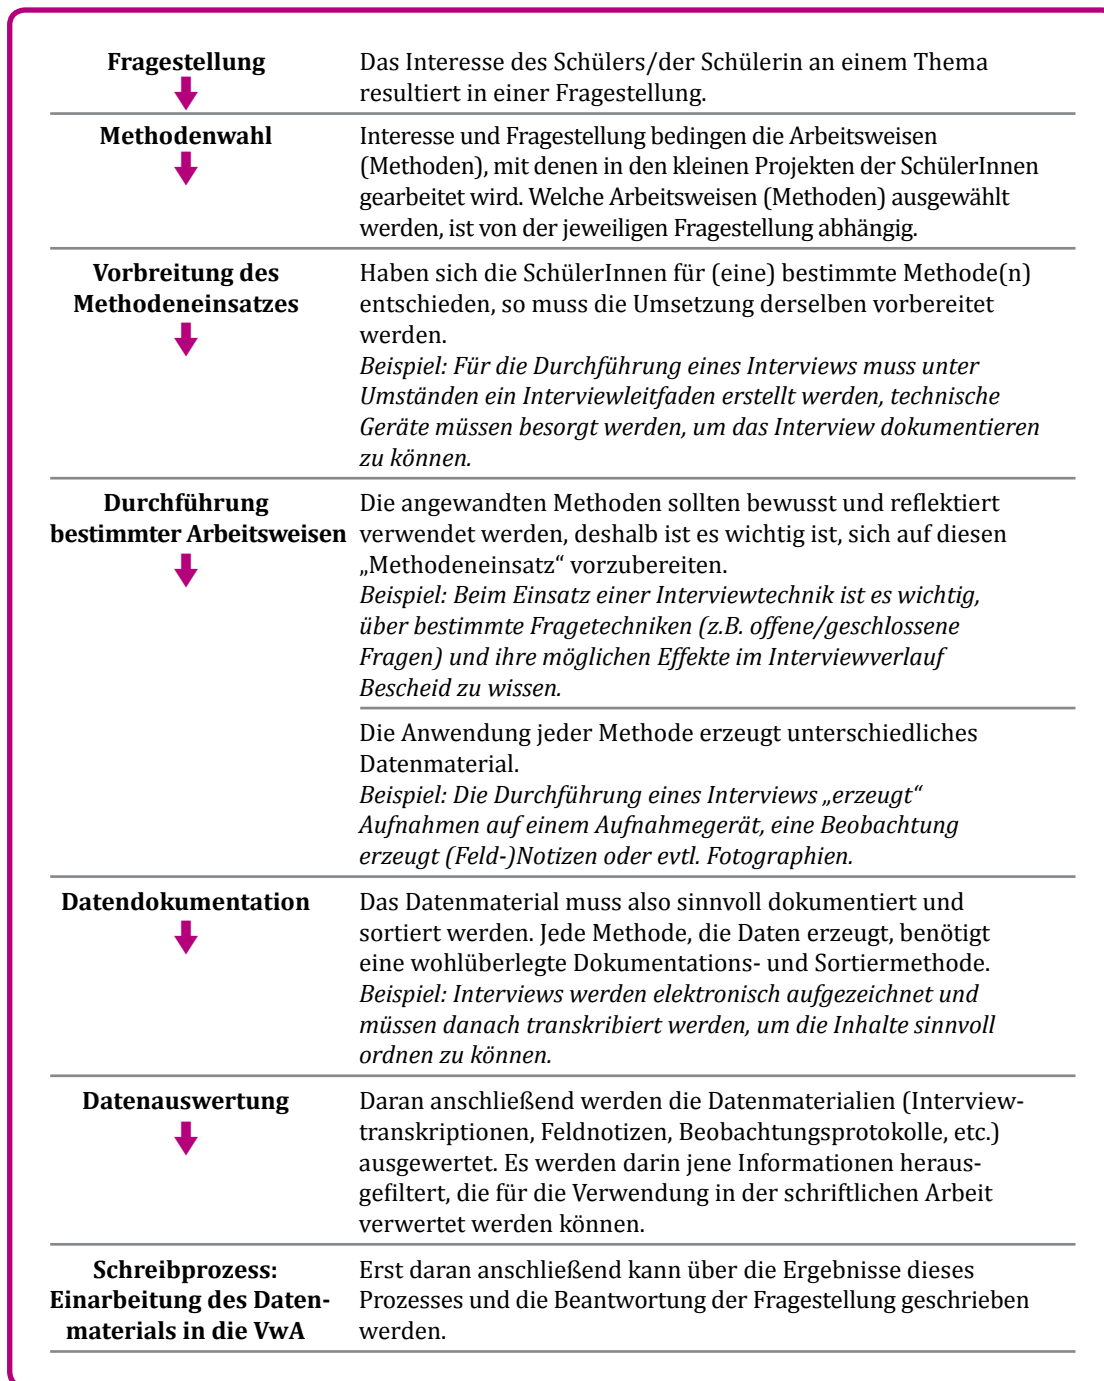 Fragestellung
Das Interesse des Schülers/der Schülerin an einem Thema
resultiert in einer Fragestellung.
Methodenwahl
Interesse und Fragestellung bedingen die Arbeitsweisen
(Methoden), mit denen in den kleinen Projekten der SchülerInnen
gearbeitet wird. Welche Arbeitsweisen (Methoden) ausgewählt
werden, ist von der jeweiligen Fragestellung abhängig.
Vorbreitung des
Methodeneinsatzes
Haben sich die SchülerInnen für (eine) bestimmte Methode(n)
entschieden, so muss die Umsetzung derselben vorbereitet
werden.
Beispiel: Für die Durchführung eines Interviews muss unter
Umständen ein Interviewleitfaden erstellt werden, technische
Geräte müssen besorgt werden, um das Interview dokumentieren
zu können.
Durchführung
bestimmter Arbeitsweisen
Die angewandten Methoden sollten bewusst und reflektiert
verwendet werden, deshalb ist es wichtig ist, sich auf diesen
„Methodeneinsatz“ vorzubereiten.
Beispiel: Beim Einsatz einer Interviewtechnik ist es wichtig,
über bestimmte Fragetechniken (z.B. offene/geschlossene
Fragen) und ihre möglichen Effekte im Interviewverlauf
Bescheid zu wissen.
Die Anwendung jeder Methode erzeugt unterschiedliches
Datenmaterial.
Beispiel: Die Durchführung eines Interviews „erzeugt“
Aufnahmen auf einem Aufnahmegerät, eine Beobachtung
erzeugt (Feld-)Notizen oder evtl. Fotographien.
Datendokumentation
Das Datenmaterial muss also sinnvoll dokumentiert und
sortiert werden. Jede Methode, die Daten erzeugt, benötigt
eine wohlüberlegte Dokumentations- und Sortiermethode.
Beispiel: Interviews werden elektronisch aufgezeichnet und
müssen danach transkribiert werden, um die Inhalte sinnvoll
ordnen zu können.
Datenauswertung
Daran anschließend werden die Datenmaterialien (Interview-
transkriptionen, Feldnotizen, Beobachtungsprotokolle, etc.)
ausgewertet. Es werden darin jene Informationen heraus-
gefiltert, die für die Verwendung in der schriftlichen Arbeit
verwertet werden können.
Schreibprozess:
Einarbeitung des Daten-
materials in die VwA
Erst daran anschließend kann über die Ergebnisse dieses
Prozesses und die Beantwortung der Fragestellung geschrieben
werden.